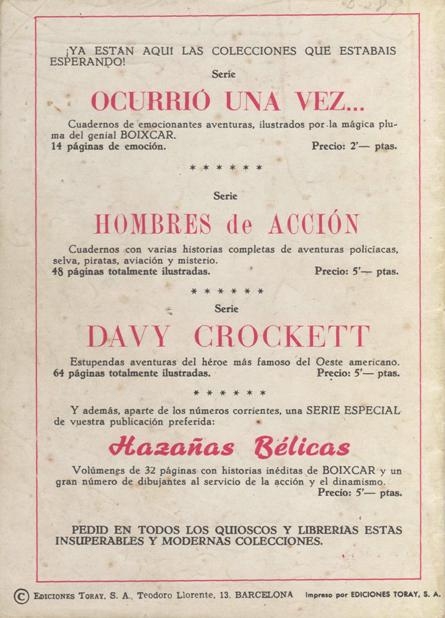 ¡YA ESTAN AQUI LAS COLECCIONES QUE ESTABAIS
ESPERANDO!
Serie
OCURRIÓ UNA VEZ...
Cuadernos de emocionantes aventuras, ilustrados por la mágica plu-
ma del genial BOIXCAR.
14 páginas de emoción. Precio: 2'— ptas.
* * * * * *
Serie
HOMBRES de ACCIÓN
Cuadernos con varias historias completas de aventuras policíacas,
selva, piratas, aviación y misterio.
48 páginas totalmente ilustradas. Precio: 5'— ptas.
* * * * * *
Serie
DAVY CROCKETT
Estupendas aventuras del héroe más famoso del Oeste americano.
64 páginas totalmente ilustradas. Precio: 5'— ptas.
* * * * * *
Y además, aparte de los números corrientes, una SERIE ESPECIAL
de vuestra publicación preferida:
Hazañas Bélicas
Volúmenes de 32 páginas con historias inéditas de BOIXCAR y un
gran número de dibujantes al servicio de la acción y el dinamismo.
Precio: 5'— ptas.
PEDID EN TODOS LOS QUIOSCOS Y LIBRERÍAS ESTAS
INSUPERABLES Y MODERNAS COLECCIONES.
© EDICIONES TORAY, S. A., Teodoro Llorente, 13. BARCELONA Impreso por EDICIONES TORAY, S. A.